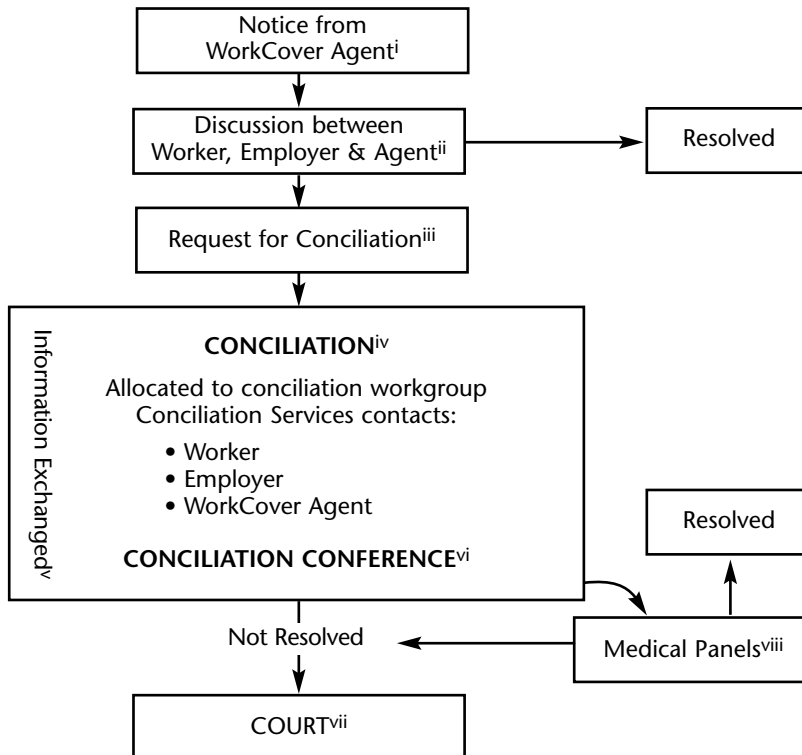 Notice from
WorkCover Agentⁱ
Discussion between
Worker, Employer & Agentⁱⁱ
Resolved
Request for Conciliationⁱⁱⁱ
Information Exchangedᵛ
CONCILIATIONⁱᵛ
Allocated to conciliation workgroup
Conciliation Services contacts:
• Worker
• Employer
• WorkCover Agent
CONCILIATION CONFERENCEᵛⁱ
Resolved
Not Resolved
Medical Panelsᵛⁱⁱⁱ
COURTᵛⁱⁱ